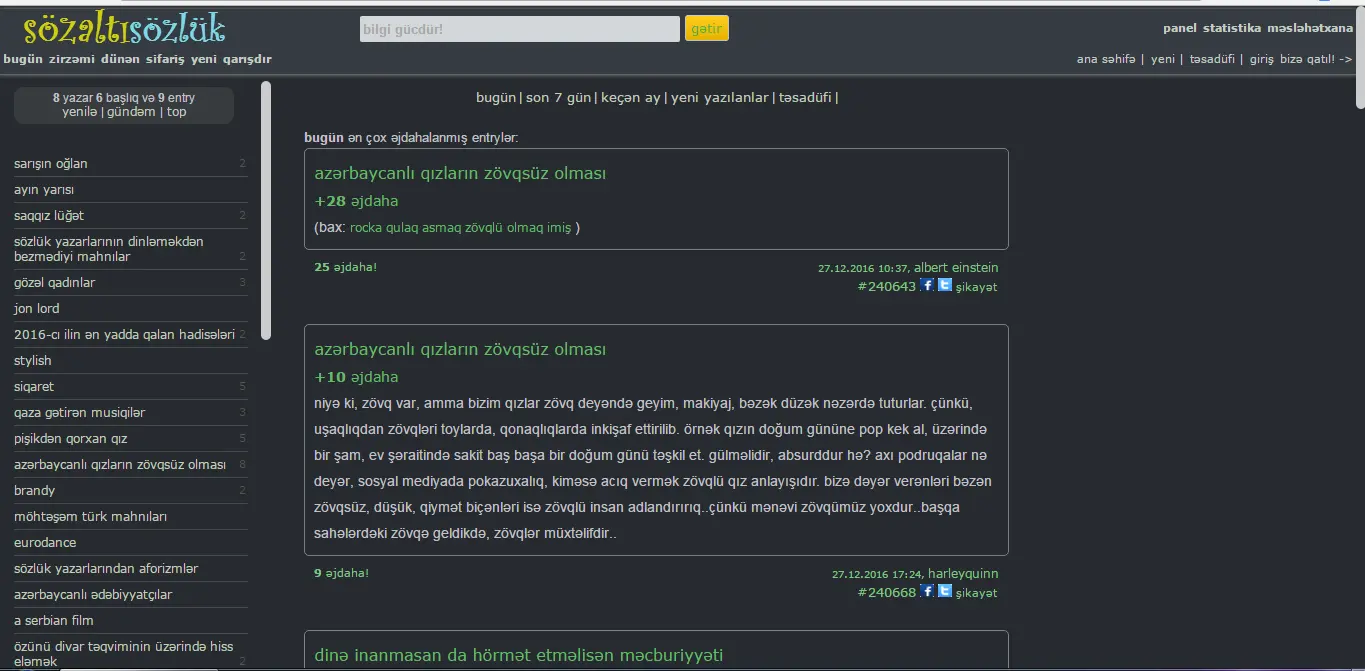 sözaltısözlük
bilgi gücdür!
gətir
panel statistika məsləhətxana
bugün zirzəmi dünən sifariş yeni qarışdır
ana səhifə | yeni | təsadüfi | giriş bizə qatıl! ->
8 yazar 6 başlıq və 9 entry
yenilə | gündəm | top
sarışın oğlan 2
ayın yarısı
saqqız lüğət 2
sözlük yazarlarının dinləməkdən
bezmədiyi mahnılar 2
gözəl qadınlar 3
jon lord
2016-cı ilin ən yadda qalan hadisələri 2
stylish
siqaret 5
qəzə gətirən musiqilər 3
pişikdən qorxan qız 5
azərbaycanlı qızların zövqsüz olması 8
brandy 2
möhtəşəm türk mahnıları
eurodance
sözlük yazarlarından aforizmlər
azərbaycanlı ədəbiyyatçılar
a serbian film
özünü divar təqviminin üzərində hiss
eləmək 2
bugün | son 7 gün | keçən ay | yeni yazılanlar | təsadüfi |
bugün ən çox əjdahalanmış entrylər:
azərbaycanlı qızların zövqsüz olması
+28 əjdaha
(bax: rocka qulaq asmaq zövqlü olmaq imiş )
25 əjdaha!
27.12.2016 10:37, albert einstein
#240643 f t şikayət
azərbaycanlı qızların zövqsüz olması
+10 əjdaha
niyə ki, zövq var, amma bizim qızlar zövq deyəndə geyim, makiyaj, bəzək düzək nəzərdə tuturlar. çünkü,
uşaqlıqdan zövqləri toylarda, qonaqlıqlarda inkişaf etdirilib. örnək qızın doğum gününe pop kek al, üzərində
bir şam, ev şəraitində sakit baş başa bir doğum günü təşkil et. gülməlidir, absurddur hə? axı podruqalar nə
deyər, sosyal mediyada pokazuxalıq, kiməsə acıq vermək zövqlü qız anlayışıdır. bizə dəyər verənləri bəzən
zövqsüz, düşük, qiymət biçənləri isə zövqlü insan adlandırırıq..çünkü mənəvi zövqümüz yoxdur..başqa
sahələrdəki zövqə geldikdə, zövqlər müxtəlifdir..
9 əjdaha!
27.12.2016 17:24, harleyquinn
#240668 f t şikayət
dinə inanmasan da hörmət etməlisən məcburiyyəti